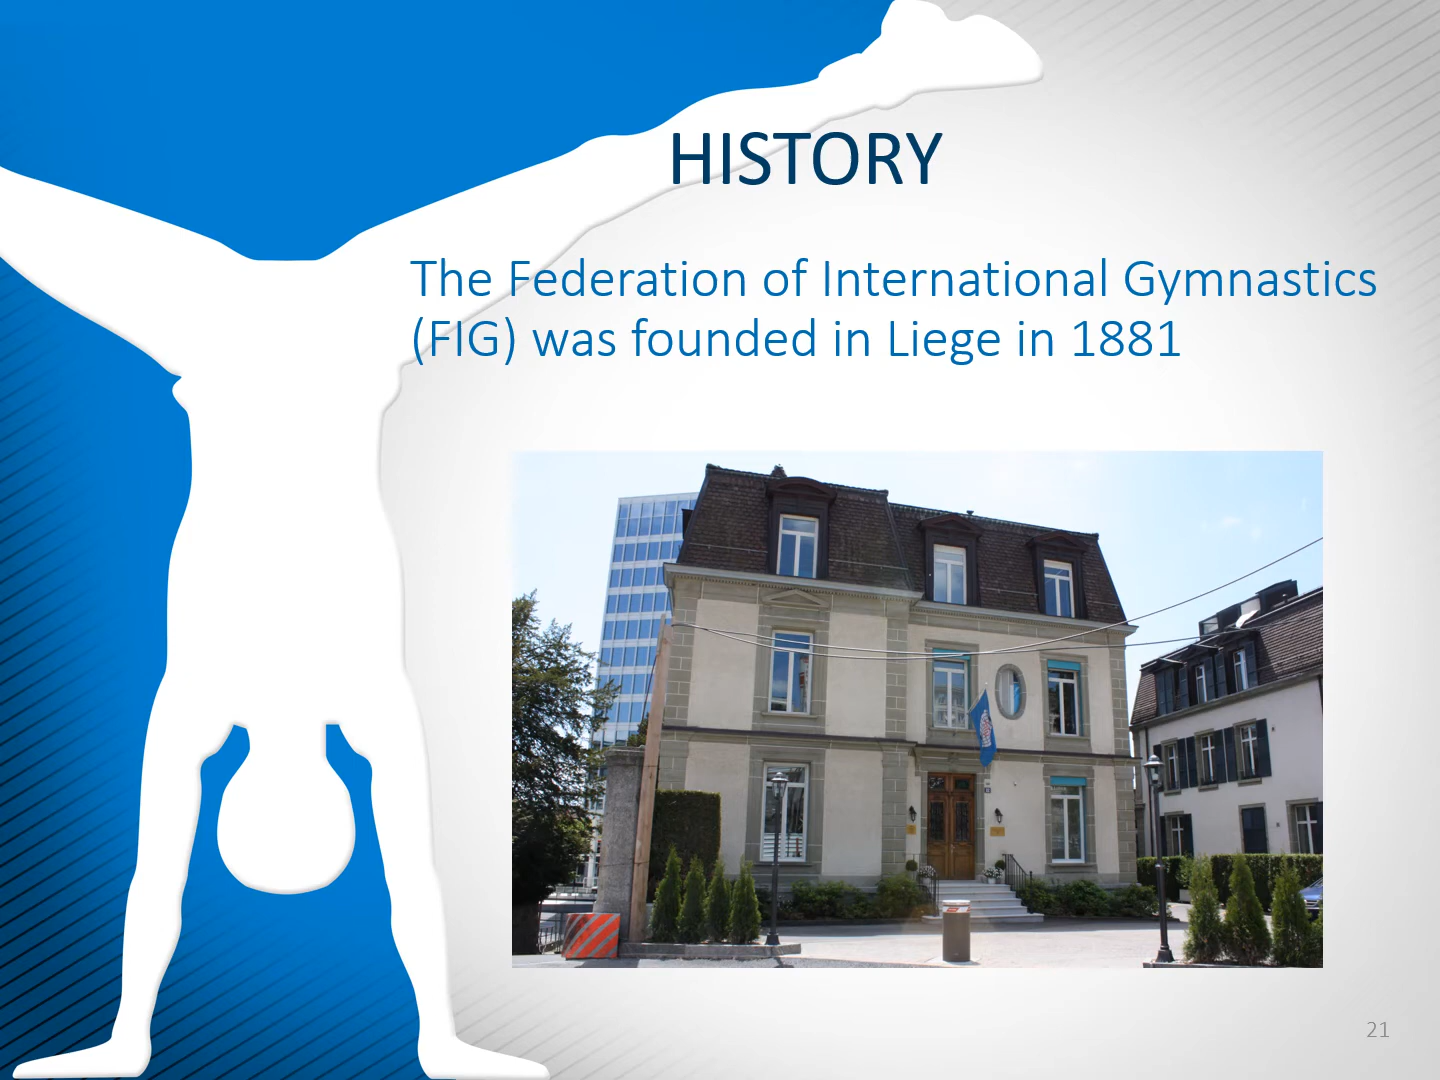 HISTORY
The Federation of International Gymnastics
(FIG) was founded in Liege in 1881
21